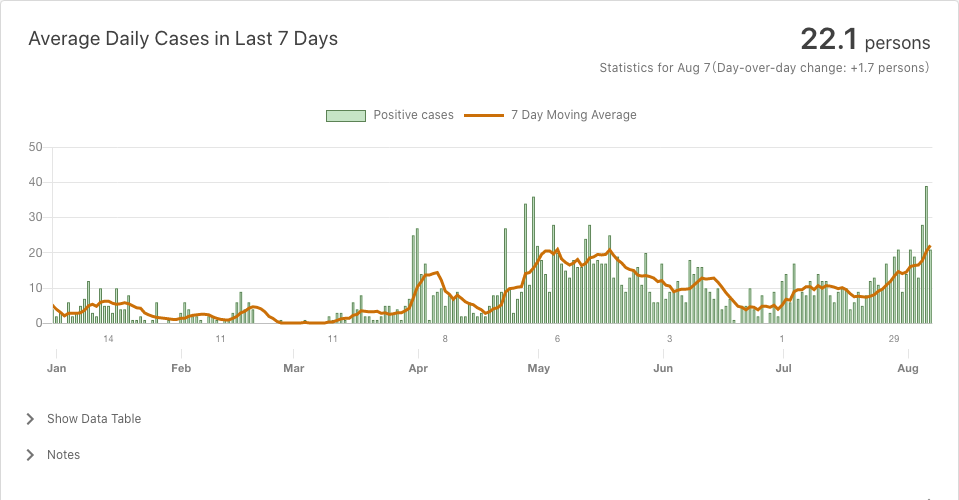 Average Daily Cases in Last 7 Days
22.1 persons
Statistics for Aug 7(Day-over-day change: +1.7 persons)
Positive cases 7 Day Moving Average
50
40
30
20
10
0
14 11 11 8 6 3 1 29
Jan Feb Mar Apr May Jun Jul Aug
Show Data Table
Notes